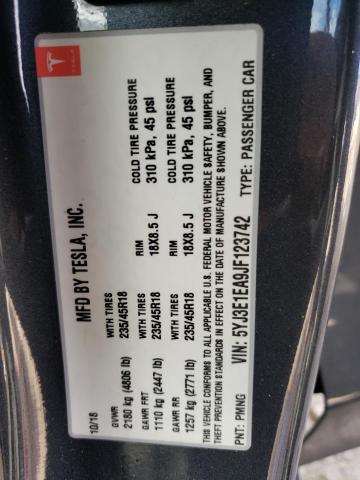 TESLA
MFD BY TESLA, INC.
10/18
GVWR WITH TIRES RIM COLD TIRE PRESSURE
2180 kg (4806 lb) 235/45R18 18X8.5 J 310 kPa, 45 psi
GAWR FRT WITH TIRES RIM COLD TIRE PRESSURE
1110 kg (2447 lb) 235/45R18 18X8.5 J 310 kPa, 45 psi
GAWR RR WITH TIRES
1257 kg (2771 lb) 235/45R18
THIS VEHICLE CONFORMS TO ALL APPLICABLE U.S. FEDERAL MOTOR VEHICLE SAFETY, BUMPER, AND
THEFT PREVENTION STANDARDS IN EFFECT ON THE DATE OF MANUFACTURE SHOWN ABOVE.
VIN: 5YJ3E1EA9JF123742 TYPE: PASSENGER CAR
PNT: PMNG